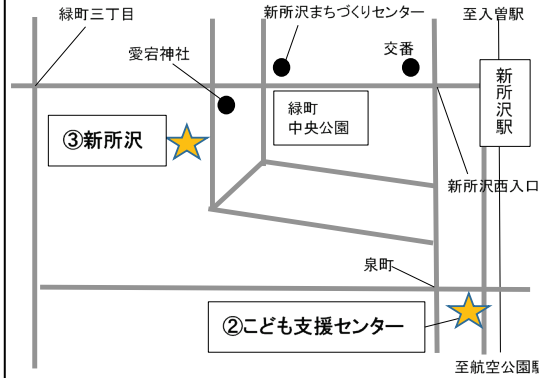 緑町三丁目
新所沢まちづくりセンター
至入曽駅
愛宕神社
交番
新所沢駅
緑町
中央公園
③新所沢
新所沢西入口
泉町
②こども支援センター
至航空公園駅